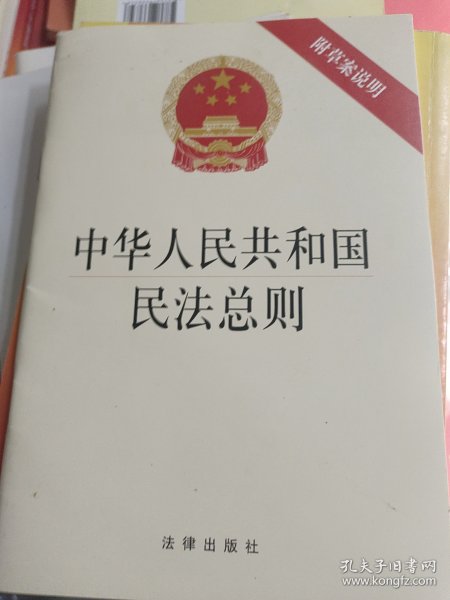 附草案说明
中华人民共和国
民法总则
法律出版社
孔夫子旧书网
www.kongfz.com